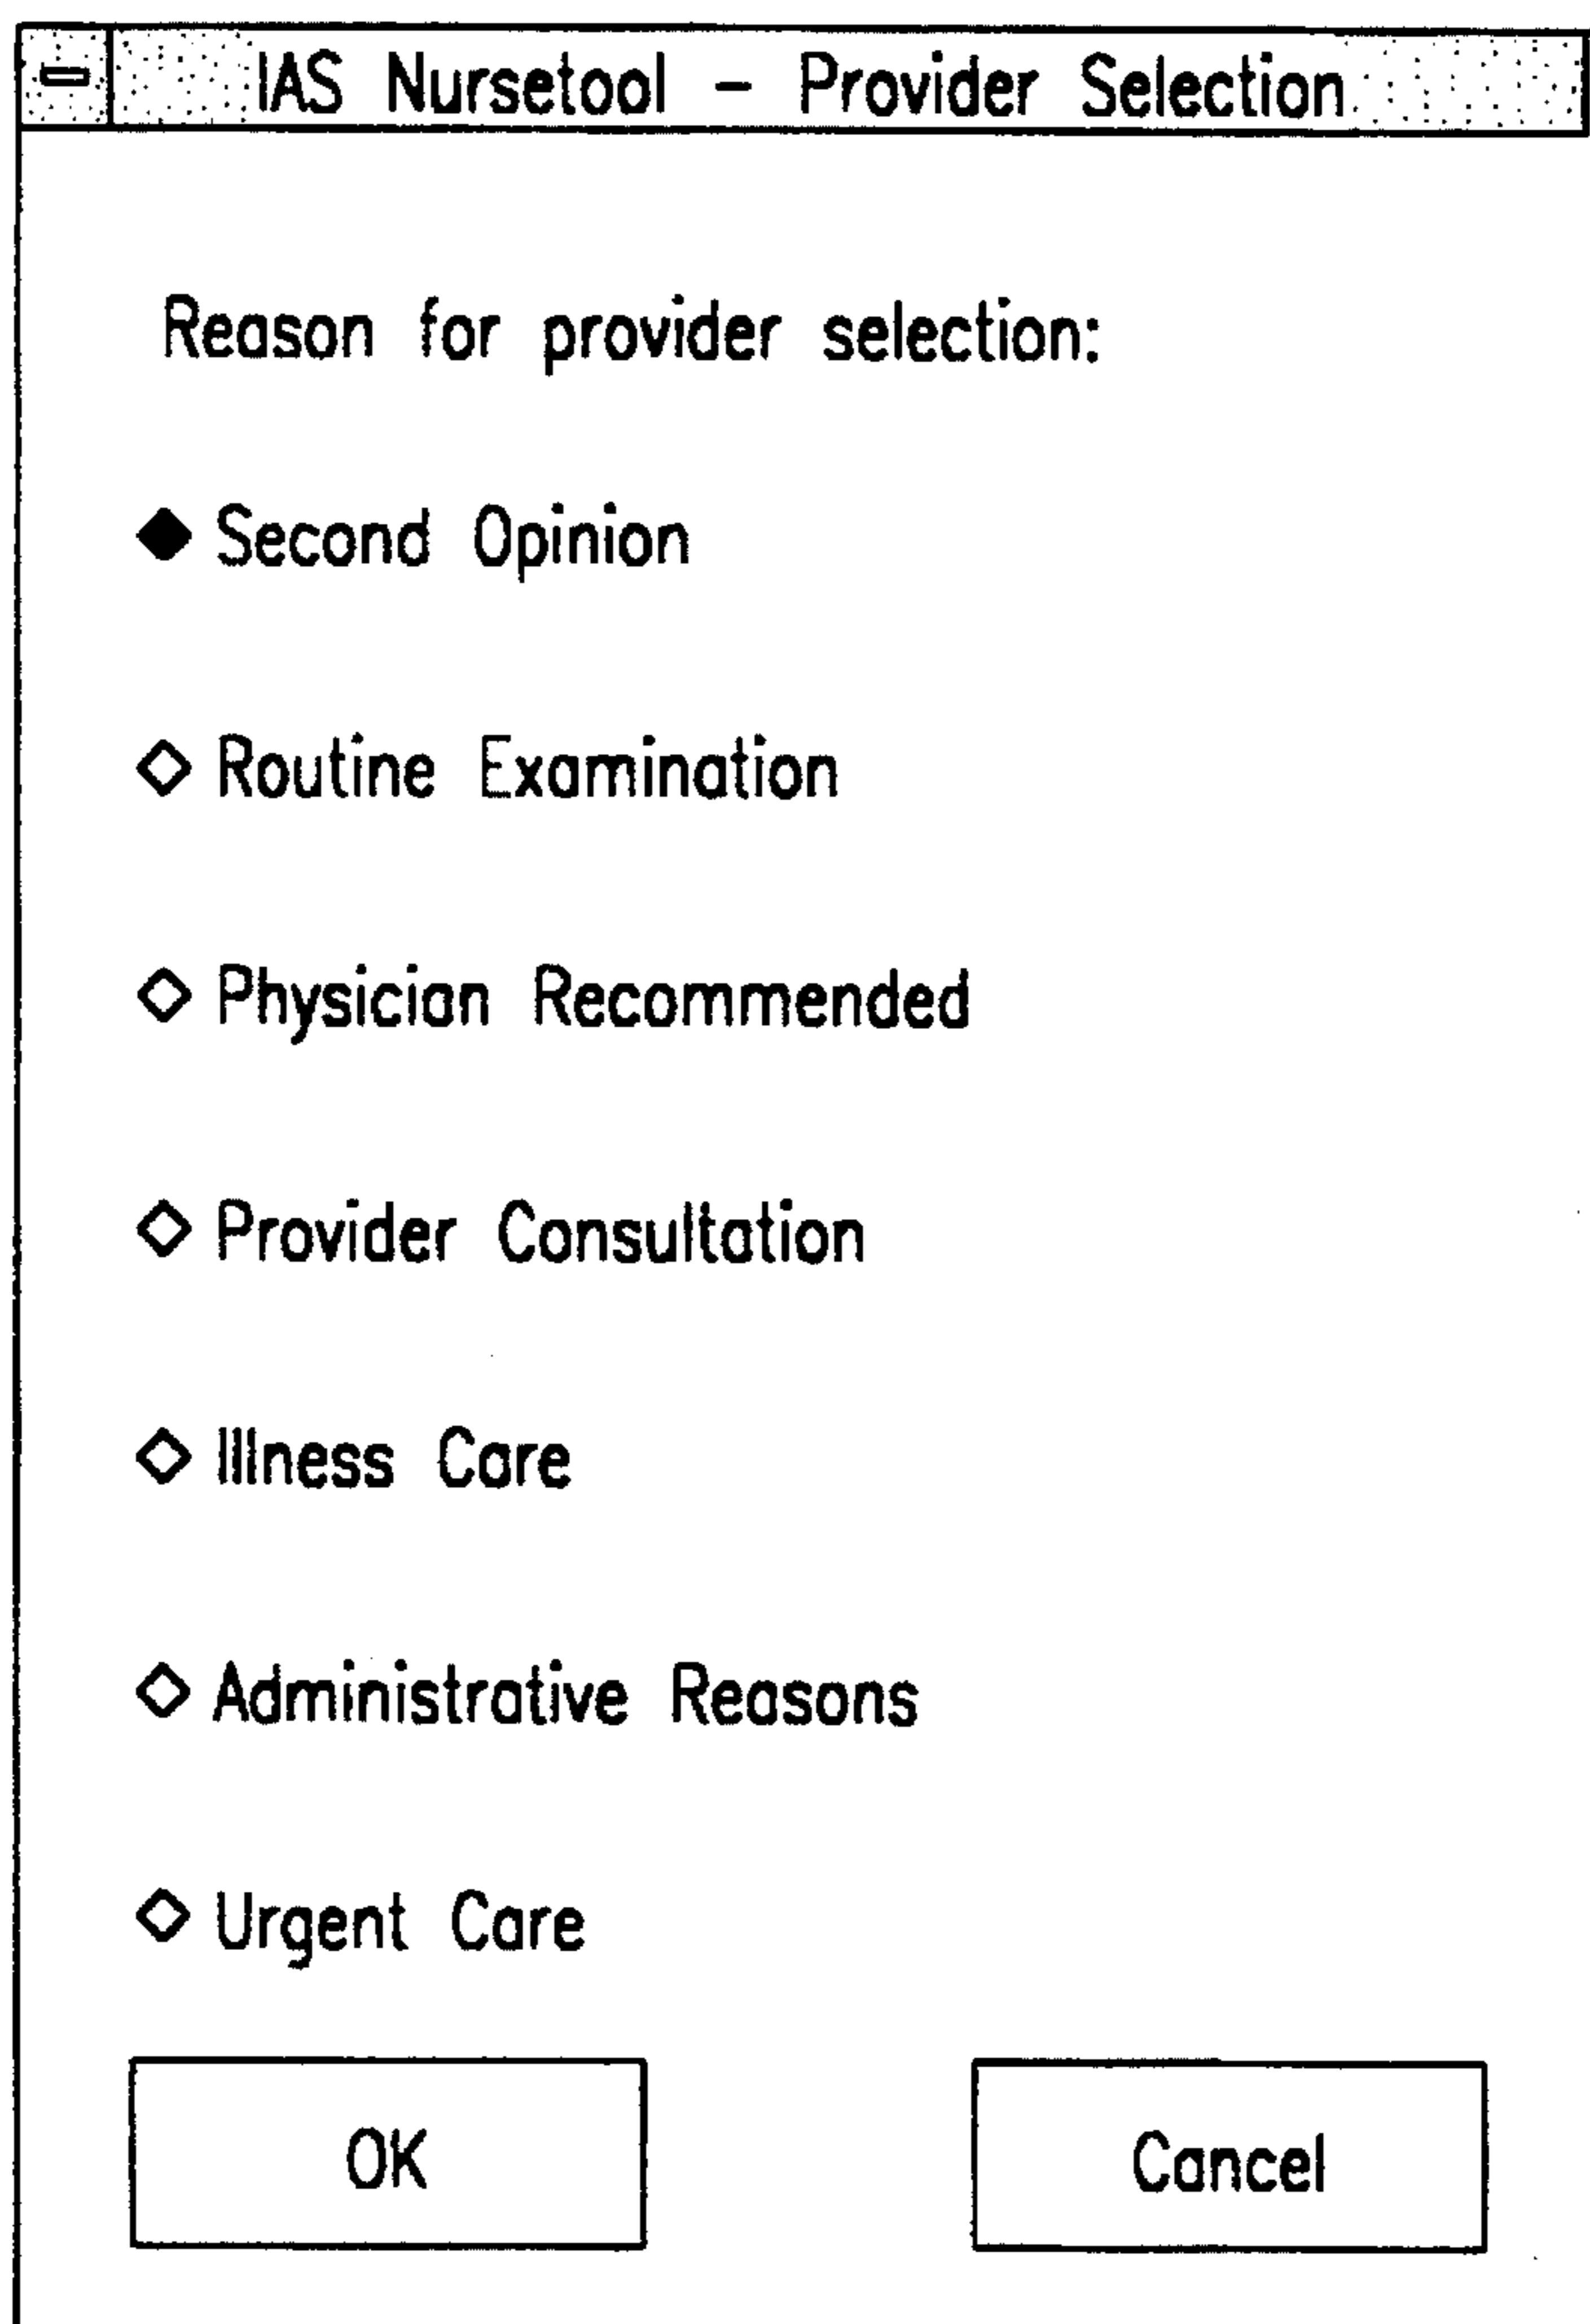 IAS Nursetool - Provider Selection
Reason for provider selection:
Second Opinion
Routine Examination
Physician Recommended
Provider Consultation
Illness Care
Administrative Reasons
Urgent Care
OK
Cancel